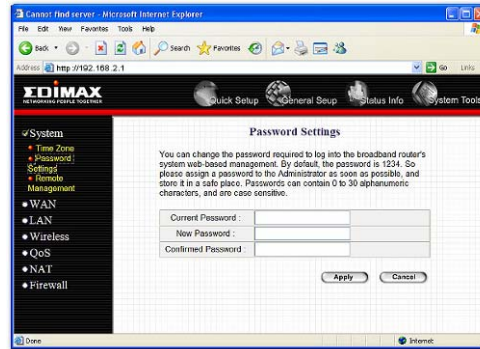 Cannot find server - Microsoft Internet Explorer
File Edit View Favorites Tools Help
Back Search Favorites
Address http://192.168.2.1 Go Links
EDIMAX
NETWORKING PEOPLE TOGETHER
Quick Setup General Seup Status Info System Tools
System
Time Zone
Password
Settings
Remote
Management
WAN
LAN
Wireless
QoS
NAT
Firewall
Password Settings
You can change the password required to log into the broadband router's
system web-based management. By default, the password is 1234. So
please assign a password to the Administrator as soon as possible, and
store it in a safe place. Passwords can contain 0 to 30 alphanumeric
characters, and are case sensitive.
Current Password :
New Password :
Confirmed Password :
Apply Cancel
Done Internet